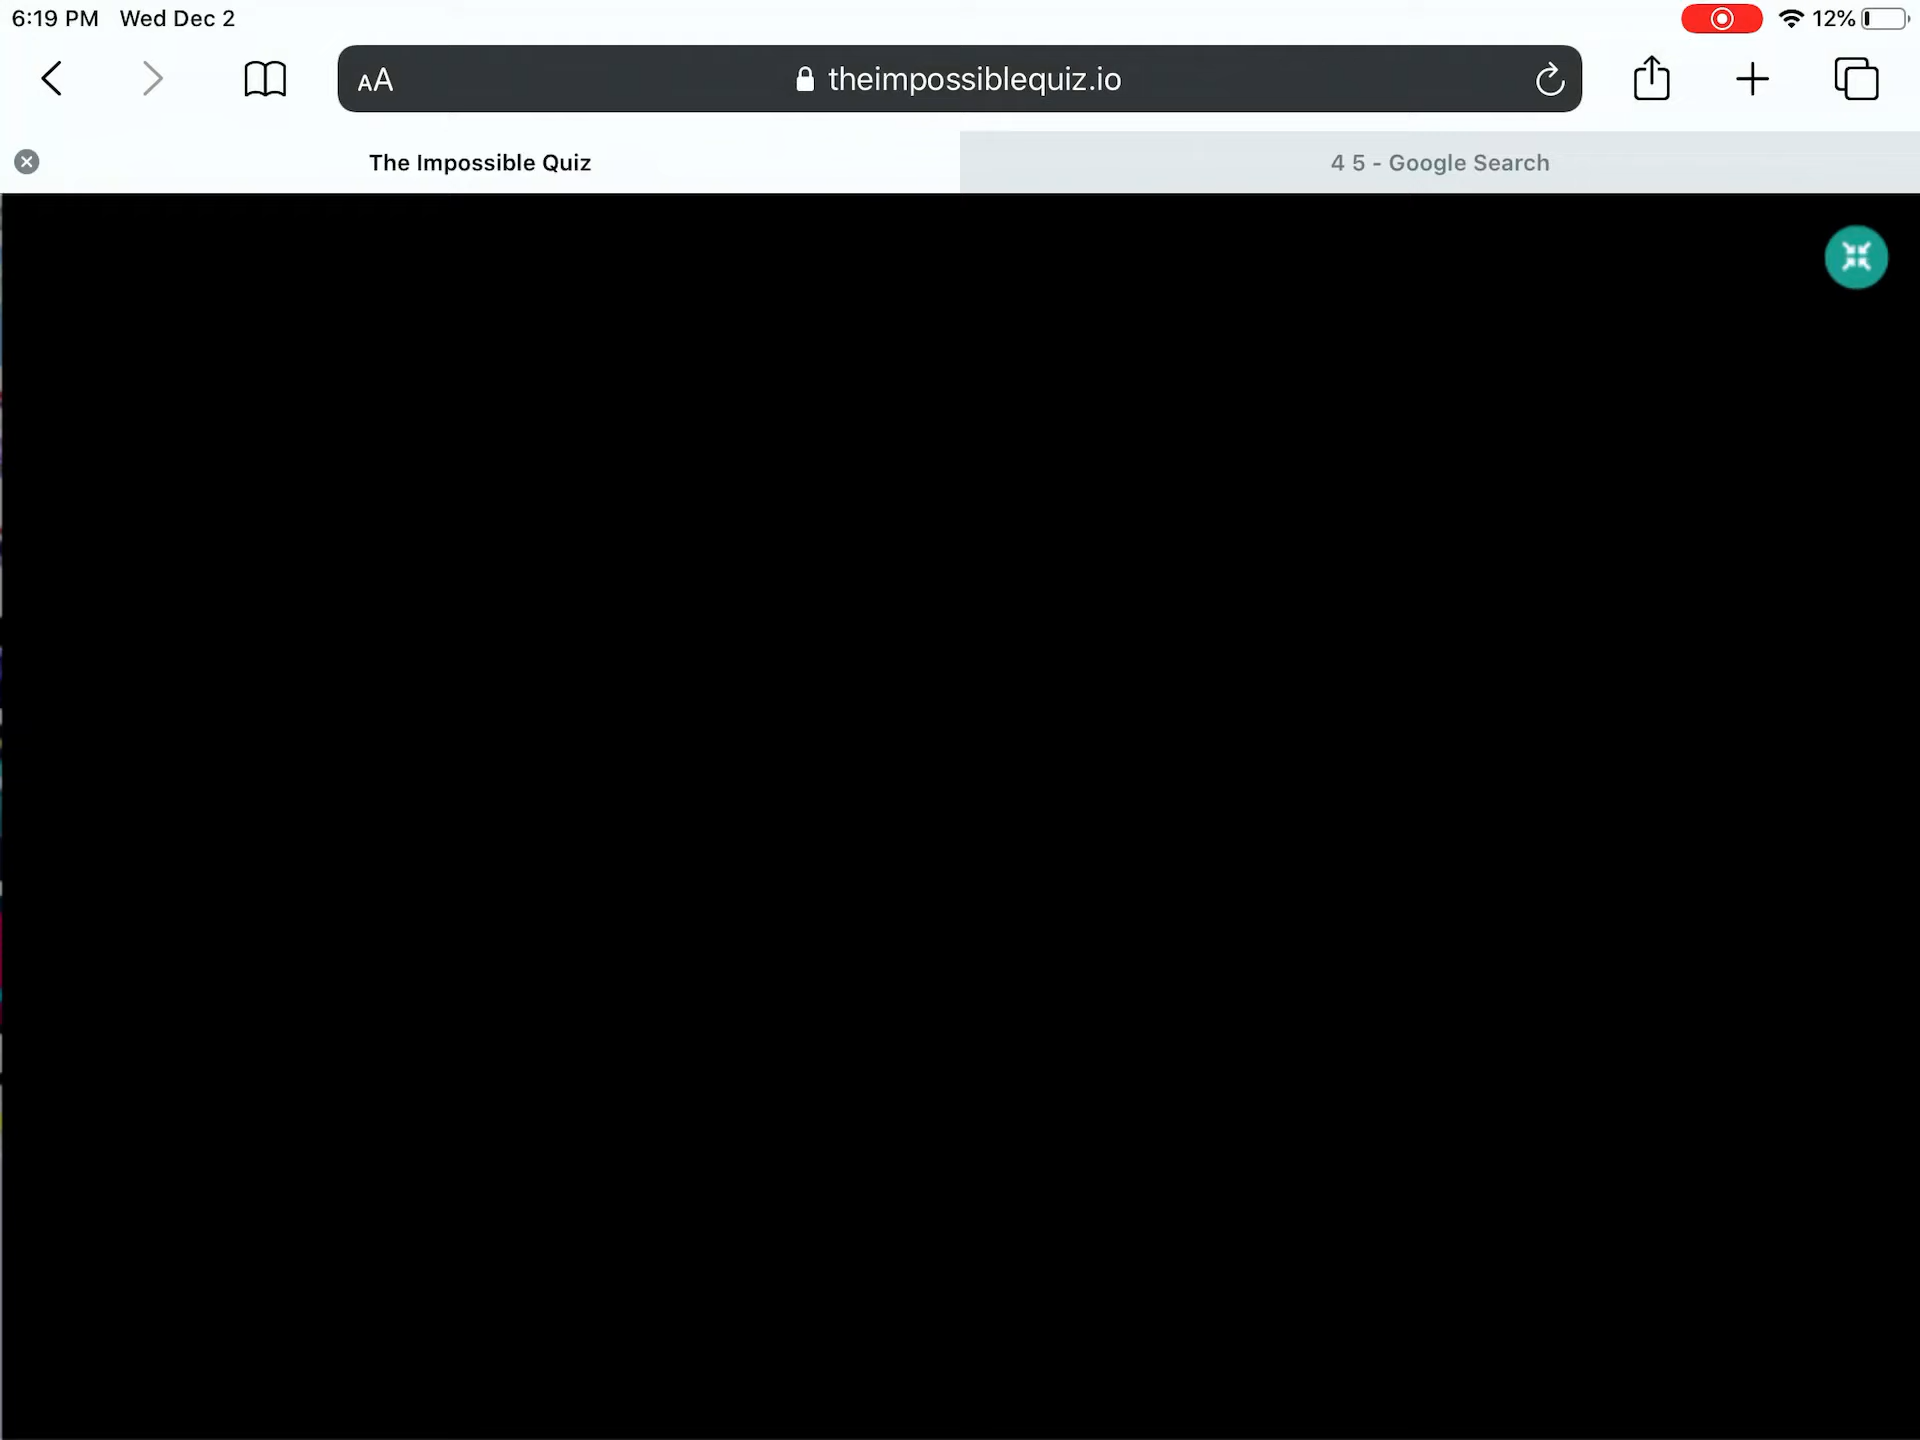 6:19 PM Wed Dec 2 12%
AA theimpossiblequiz.io
The Impossible Quiz 4 5 - Google Search